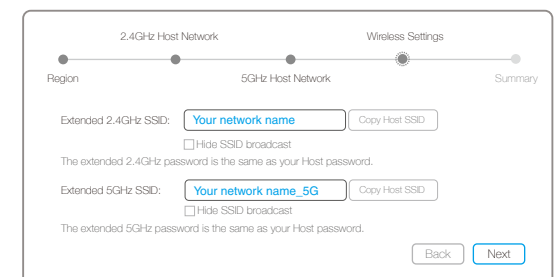 2.4GHz Host Network Wireless Settings
Region 5GHz Host Network Summary
Extended 2.4GHz SSID: Your network name Copy Host SSID
Hide SSID broadcast
The extended 2.4GHz password is the same as your Host password.
Extended 5GHz SSID: Your network name_5G Copy Host SSID
Hide SSID broadcast
The extended 5GHz password is the same as your Host password.
Back Next